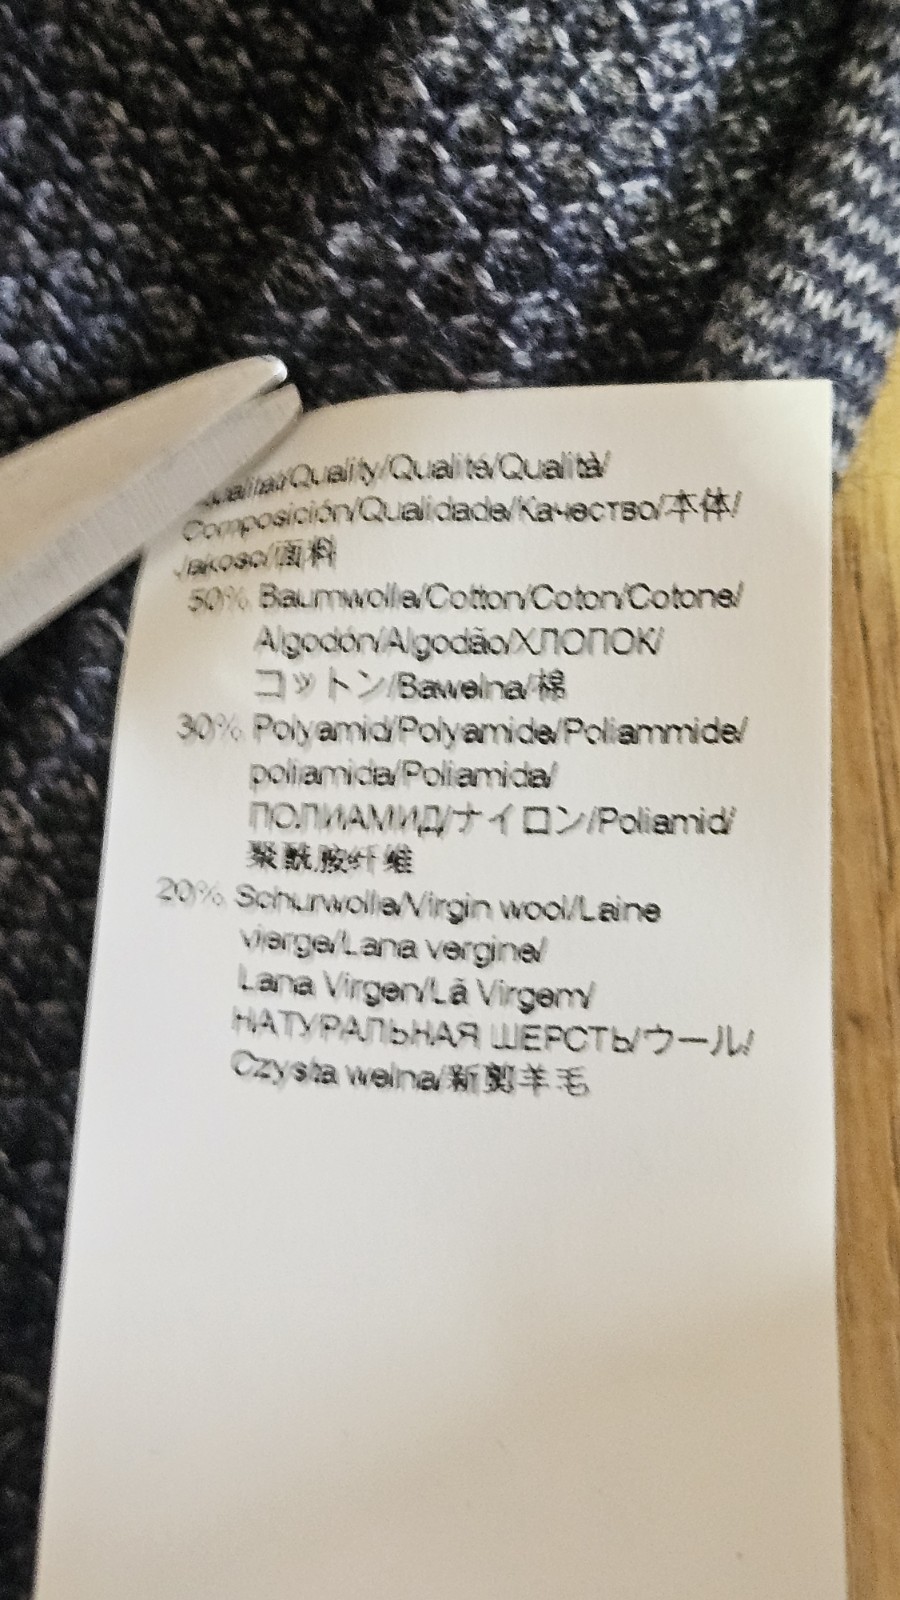 Qualität/Quality/Qualité/Qualità/
Composición/Qualidade/Качество/本体/
Jakość/面料
50% Baumwolle/Cotton/Coton/Cotone/
Algodón/Algodão/ХЛОПОК/
コットン/Bawełna/棉
30% Polyamid/Polyamide/Poliammide/
poliamida/Poliamida/
ПОЛИАМИД/ナイロン/Poliamid/
聚酰胺纤维
20% Schurwolle/Virgin wool/Laine
vierge/Lana vergine/
Lana Virgen/Lã Virgem/
НАТУРАЛЬНАЯ ШЕРСТЬ/ウール/
Czysta wełna/新剪羊毛